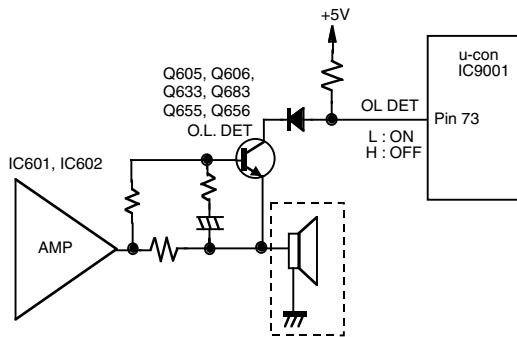 +5V
u-con
IC9001
Q605, Q606,
Q633, Q683
Q655, Q656
O.L. DET
OL DET
Pin 73
L : ON
H : OFF
IC601, IC602
AMP